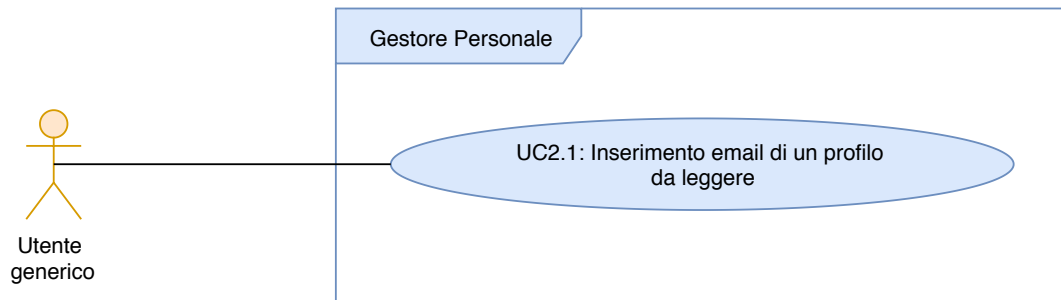 Gestore Personale
UC2.1: Inserimento email di un profilo
da leggere
Utente
generico